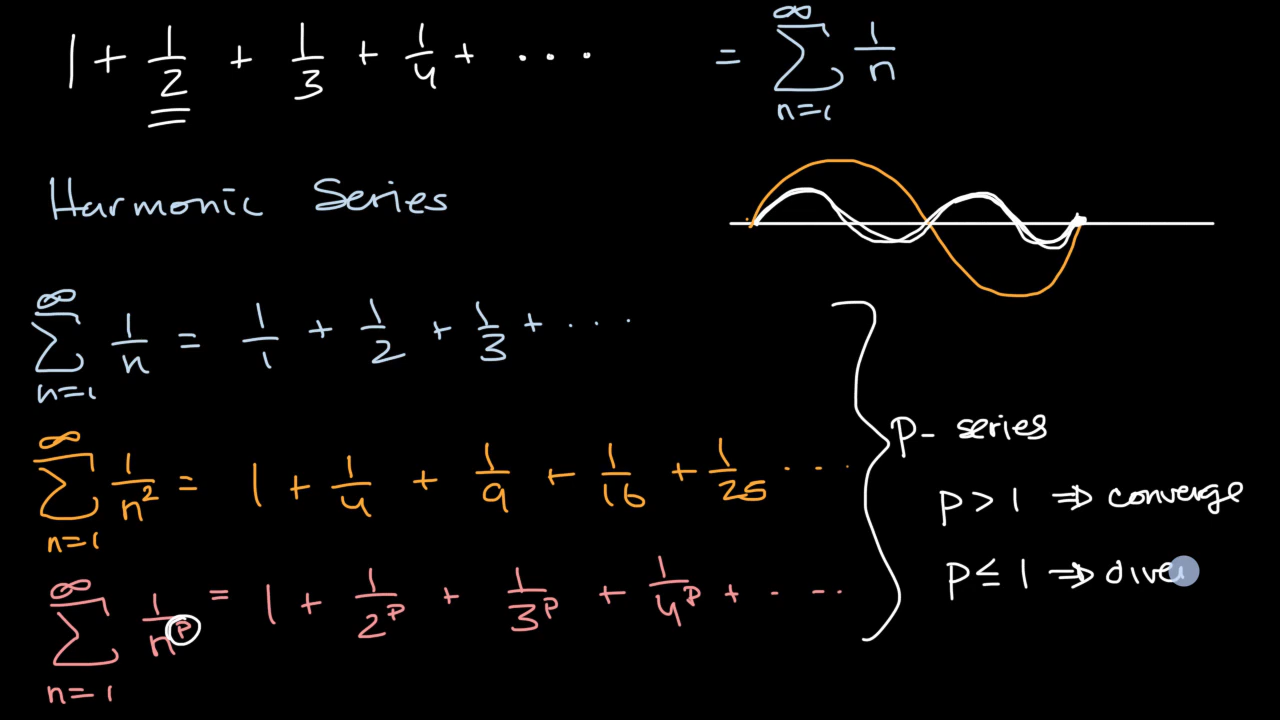 1 + 1/2 + 1/3 + 1/4 + ... = ∑_{n=1}^{∞} 1/n
Harmonic Series
∑_{n=1}^{∞} 1/n = 1/1 + 1/2 + 1/3 + ...
∑_{n=1}^{∞} 1/n^2 = 1 + 1/4 + 1/9 + 1/16 + 1/25 ...
∑_{n=1}^{∞} 1/n^p = 1 + 1/2^p + 1/3^p + 1/4^p + ...
p- series
p > 1 ⇒ converge
p ≤ 1 ⇒ dive